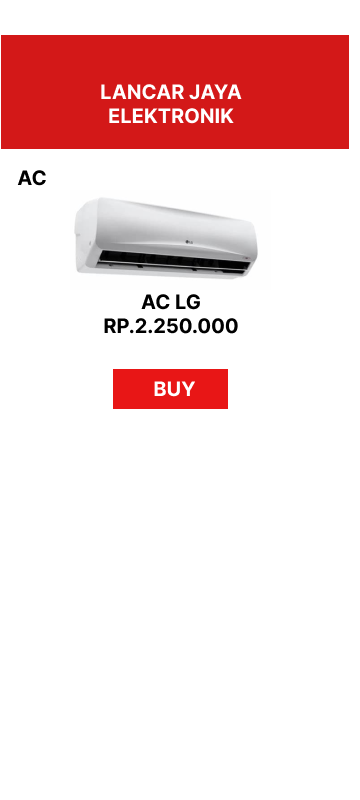 LANCAR JAYA
ELEKTRONIK
AC
AC LG
RP.2.250.000
BUY